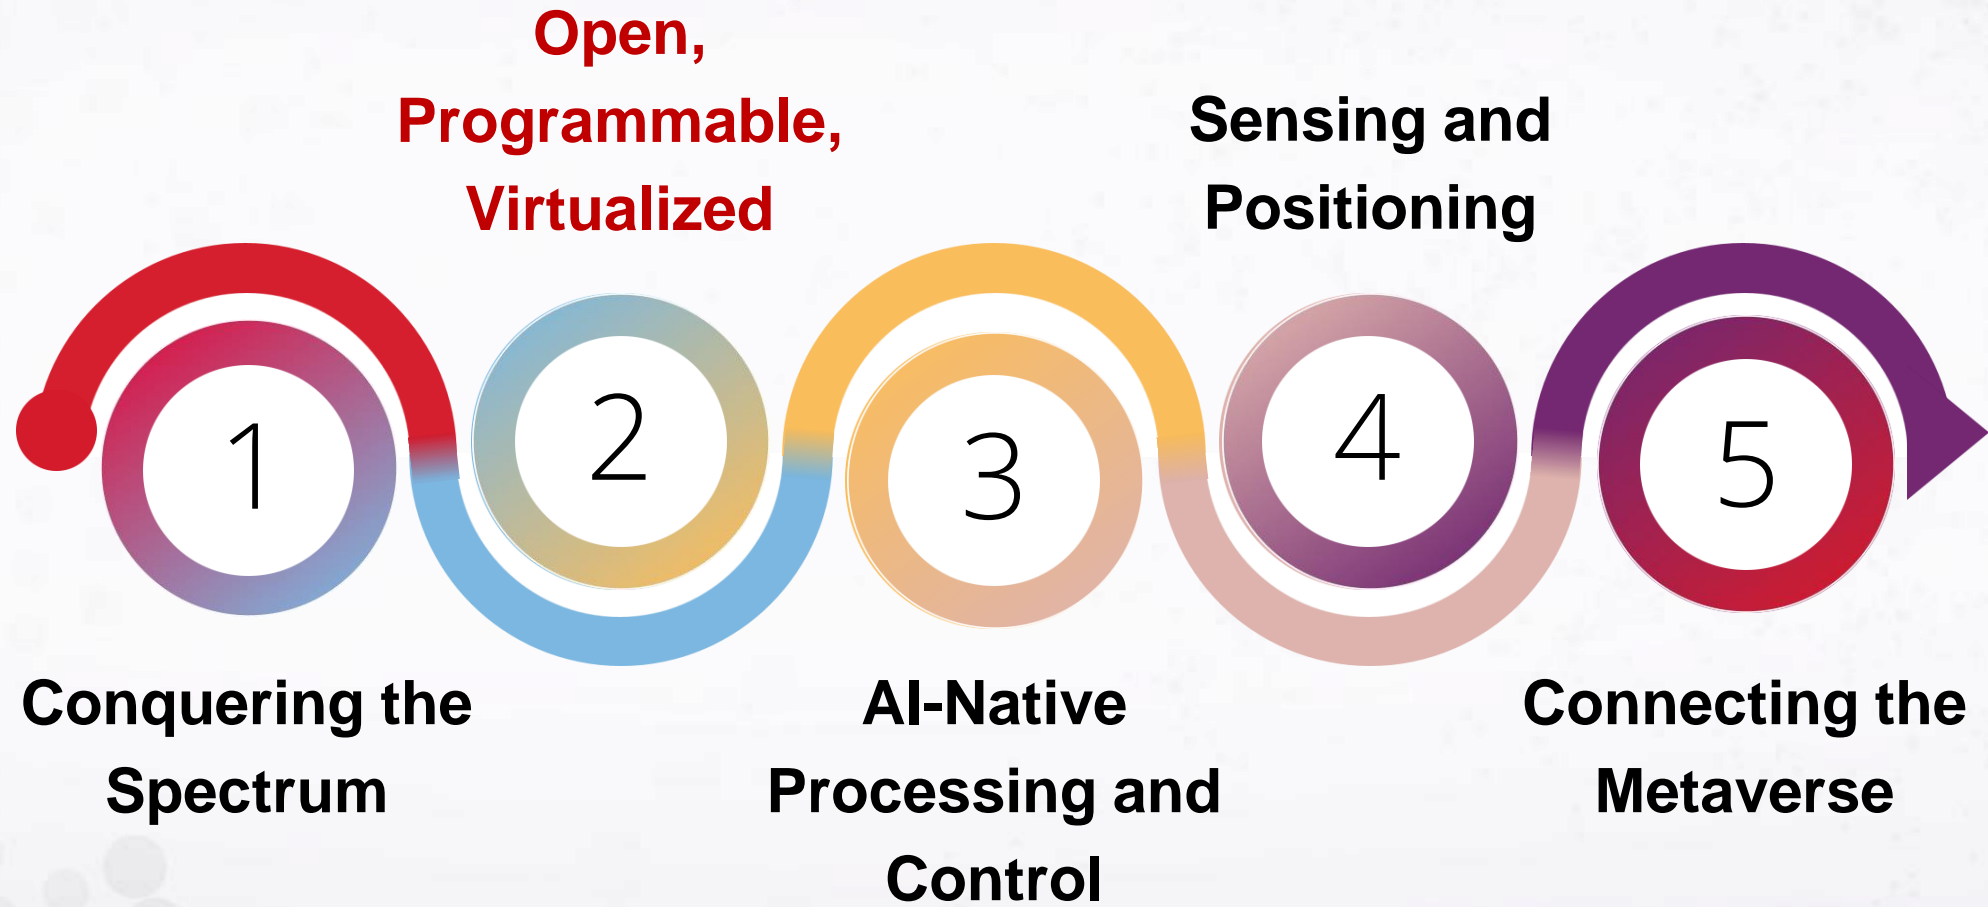 Open,
Programmable,
Virtualized
Sensing and
Positioning
1
2
3
4
5
Conquering the
Spectrum
AI-Native
Processing and
Control
Connecting the
Metaverse